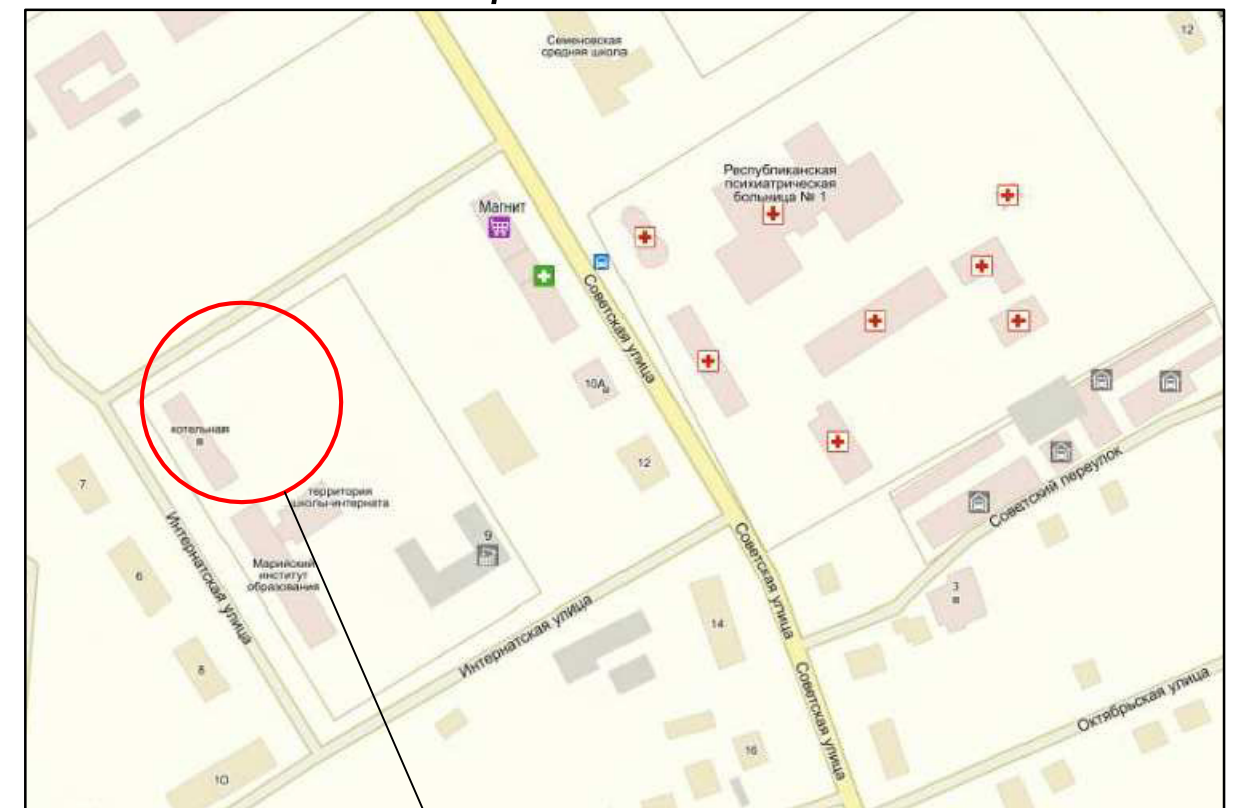 Семеновская
средняя школа
12
Республиканская
психиатрическая
больница № 1
Магнит
Советская улица
10А
котельная
7
12
территория
школы-интерната
Советский переулок
9
Интернатская улица
Марийский
институт
образования
6
Советская улица
3
Интернатская улица
14
8
Советская улица
Октябрьская улица
16
10